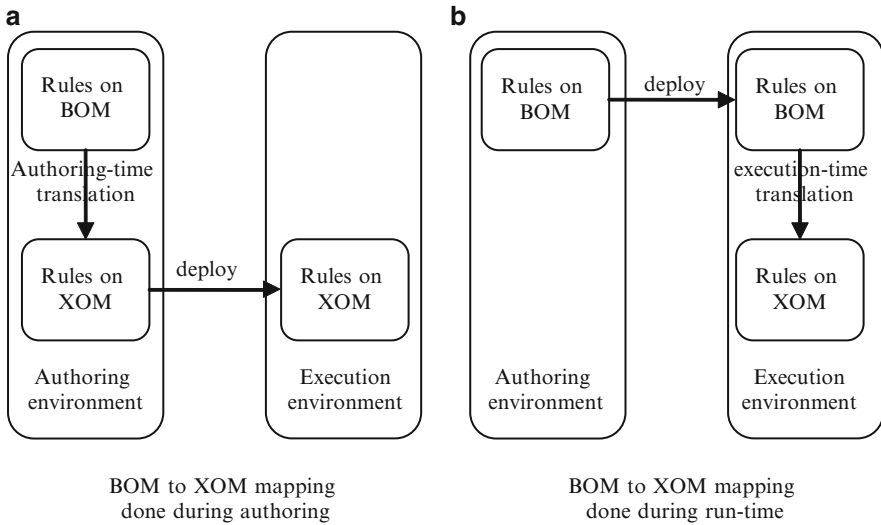 a
Rules on
BOM
Authoring-time
translation
Rules on
XOM
deploy
Rules on
XOM
Authoring
environment
Execution
environment
BOM to XOM mapping
done during authoring
b
Rules on
BOM
deploy
Rules on
BOM
execution-time
translation
Rules on
XOM
Authoring
environment
Execution
environment
BOM to XOM mapping
done during run-time